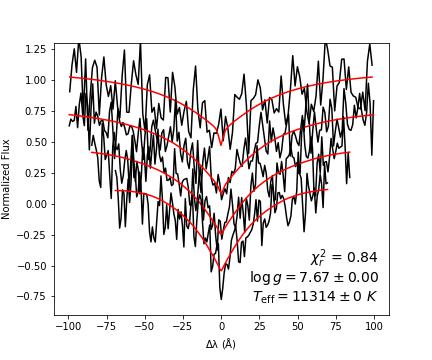 1.25
1.00
0.75
0.50
0.25
0.00
−0.25
−0.50
−0.75
Normalized Flux
χ²ᵣ = 0.84
log g = 7.67 ± 0.00
Teff = 11314 ± 0 K
−100 −75 −50 −25 0 25 50 75 100
Δλ (Å)